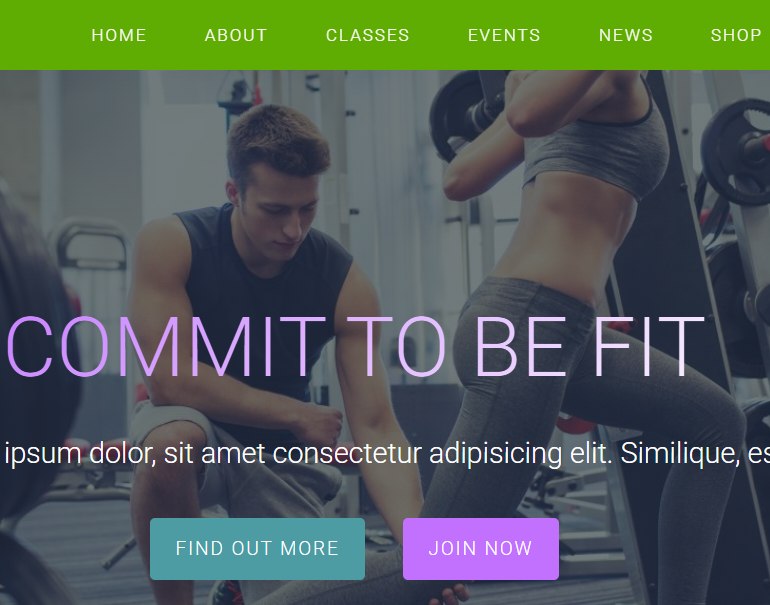 HOME ABOUT CLASSES EVENTS NEWS SHOP
COMMIT TO BE FIT
ipsum dolor, sit amet consectetur adipisicing elit. Similique, es
FIND OUT MORE JOIN NOW